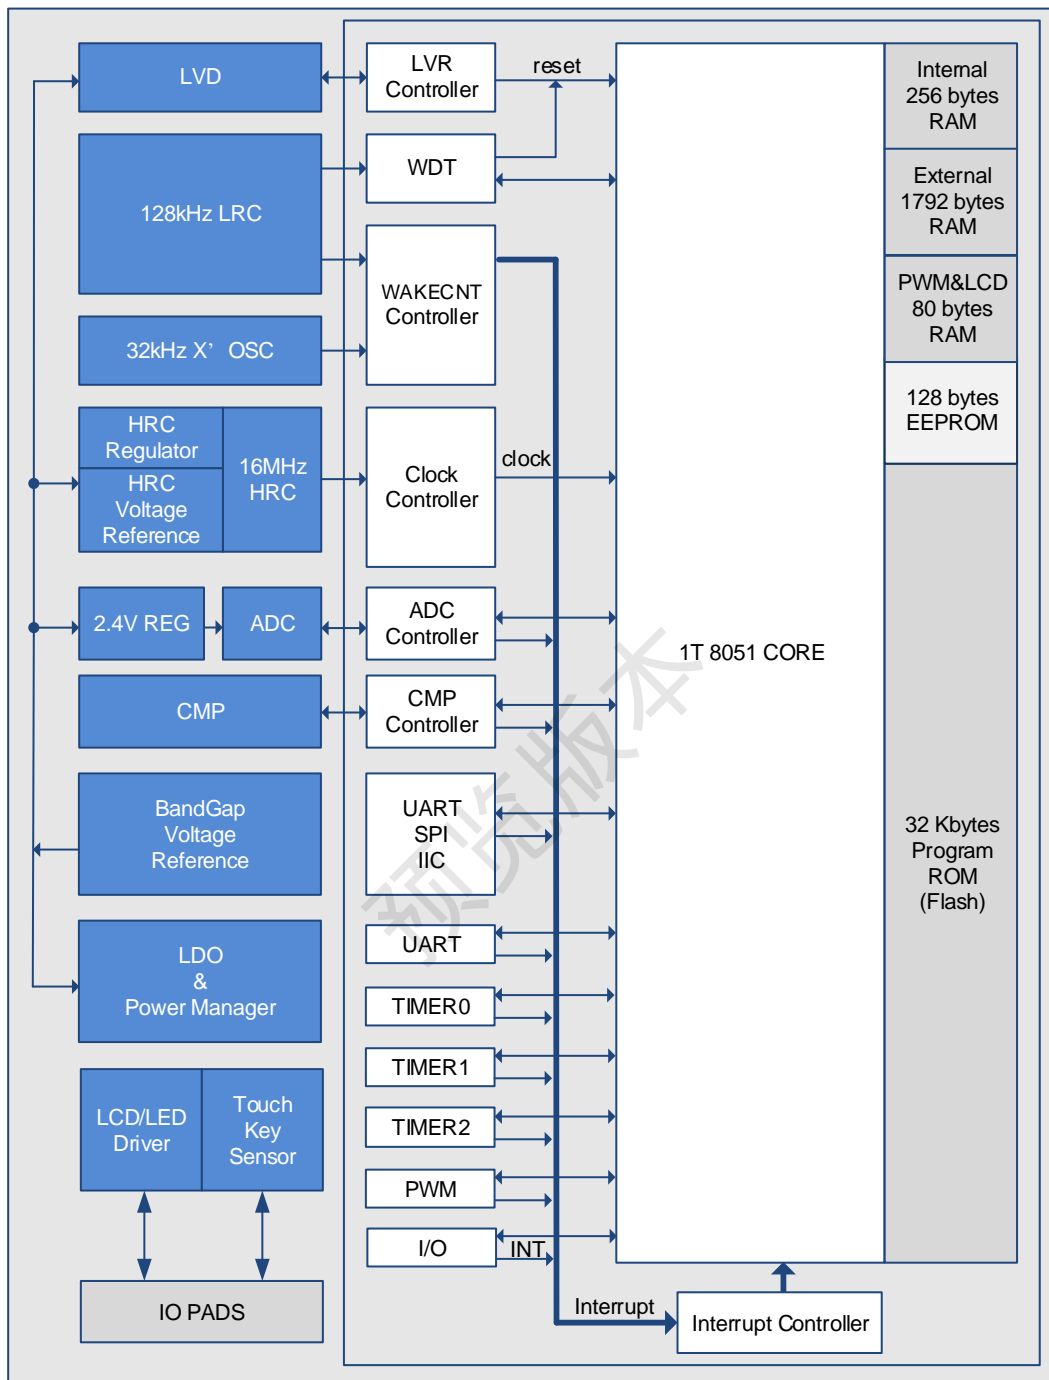 LVD
LVR
Controller
reset
Internal
256 bytes
RAM
128kHz LRC
WDT
External
1792 bytes
RAM
WAKECNT
Controller
PWM&LCD
80 bytes
RAM
32kHz X’ OSC
128 bytes
EEPROM
HRC
Regulator
HRC
Voltage
Reference
16MHz
HRC
Clock
Controller
clock
2.4V REG
ADC
ADC
Controller
1T 8051 CORE
CMP
CMP
Controller
BandGap
Voltage
Reference
UART
SPI
IIC
32 Kbytes
Program
ROM
(Flash)
UART
LDO
&
Power Manager
TIMER0
TIMER1
LCD/LED
Driver
Touch
Key
Sensor
TIMER2
PWM
I/O
INT
IO PADS
Interrupt
Interrupt Controller
预览版本